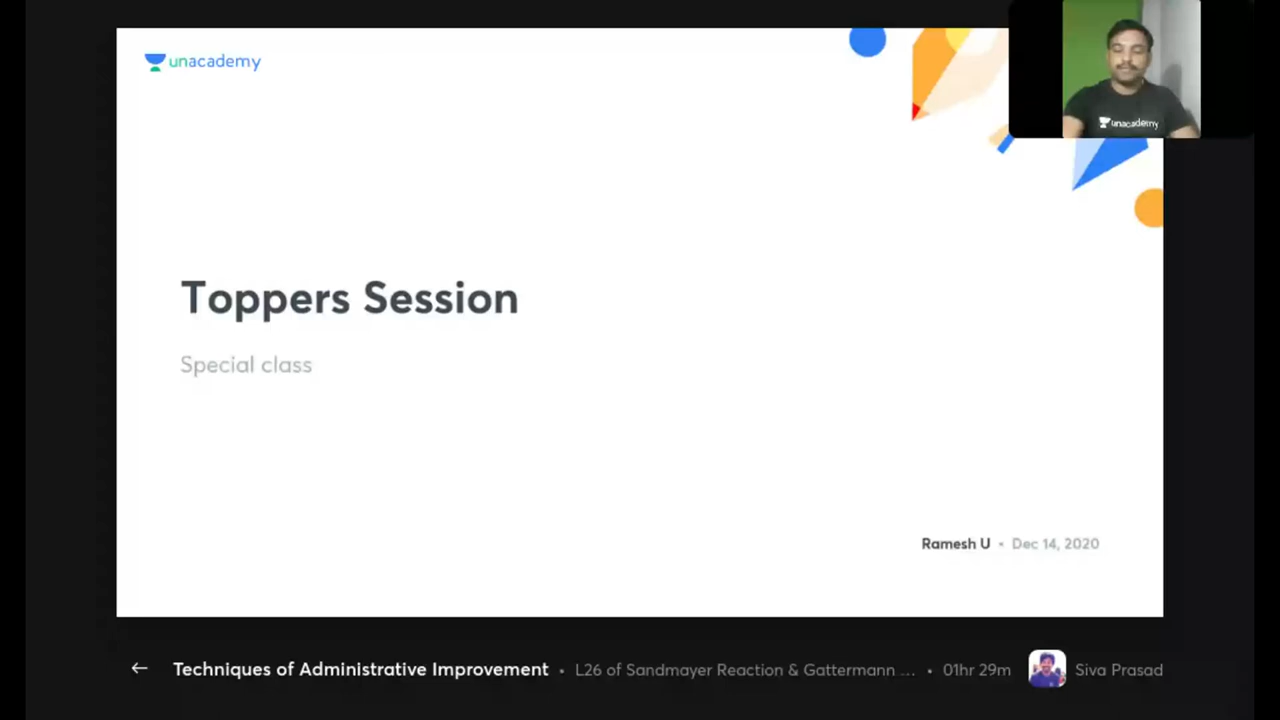 unacademy
unacademy
Toppers Session
Special class
Ramesh U • Dec 14, 2020
Techniques of Administrative Improvement • L26 of Sandmayer Reaction & Gattermann ... • 01hr 29m Siva Prasad